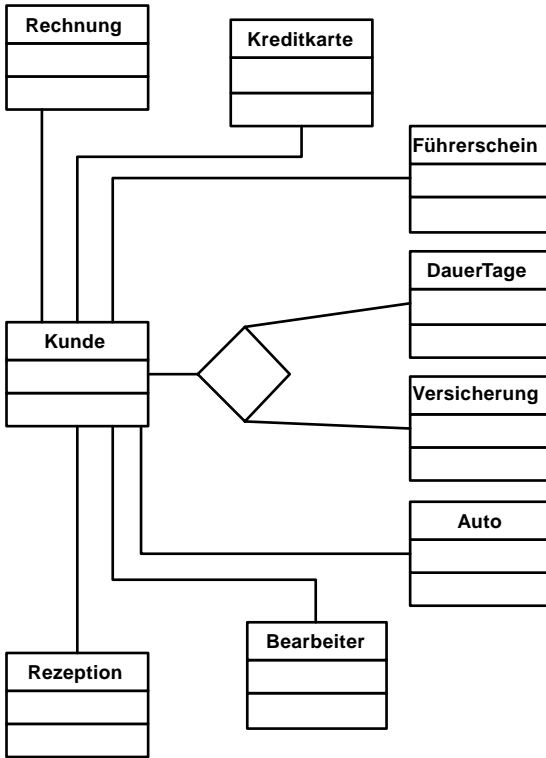 Rechnung
Kreditkarte
Führerschein
DauerTage
Kunde
Versicherung
Auto
Bearbeiter
Rezeption